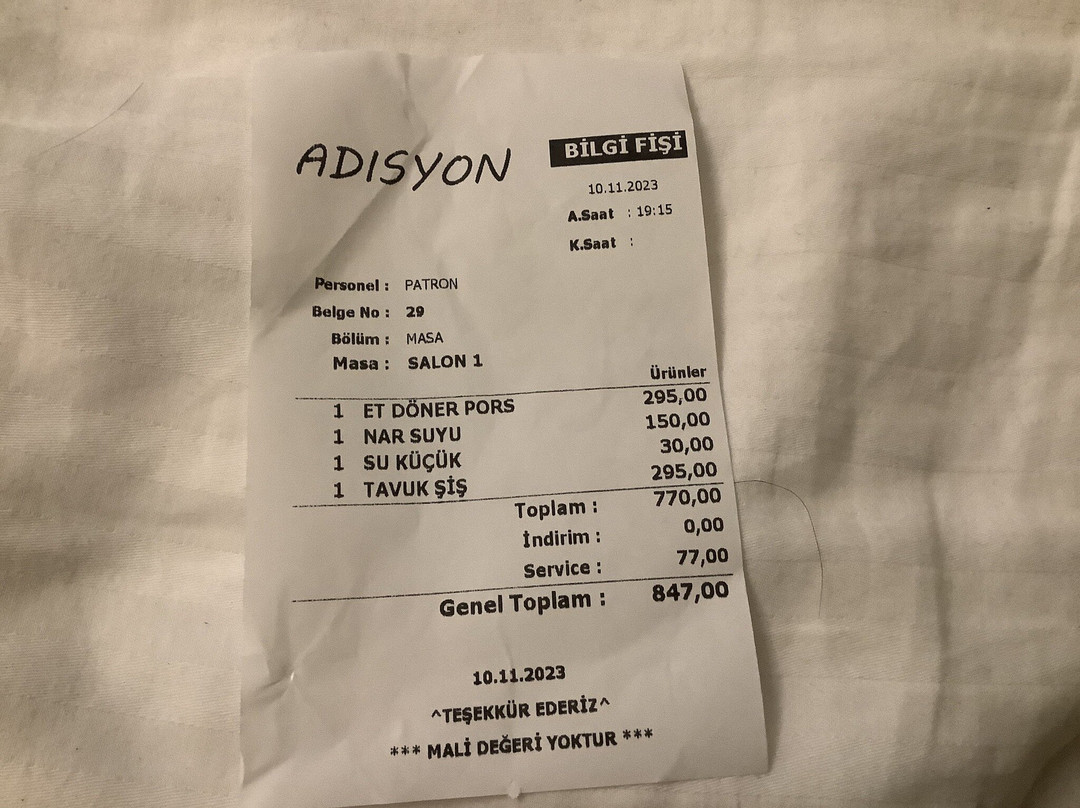 ADISYON
BİLGİ FİŞİ
10.11.2023
A.Saat : 19:15
K.Saat :
Personel : PATRON
Belge No : 29
Bölüm : MASA
Masa : SALON 1
Ürünler
1 ET DÖNER PORS 295,00
1 NAR SUYU 150,00
1 SU KÜÇÜK 30,00
1 TAVUK ŞİŞ 295,00
Toplam : 770,00
İndirim : 0,00
Service : 77,00
Genel Toplam : 847,00
10.11.2023
^TEŞEKKÜR EDERİZ^
*** MALİ DEĞERİ YOKTUR ***